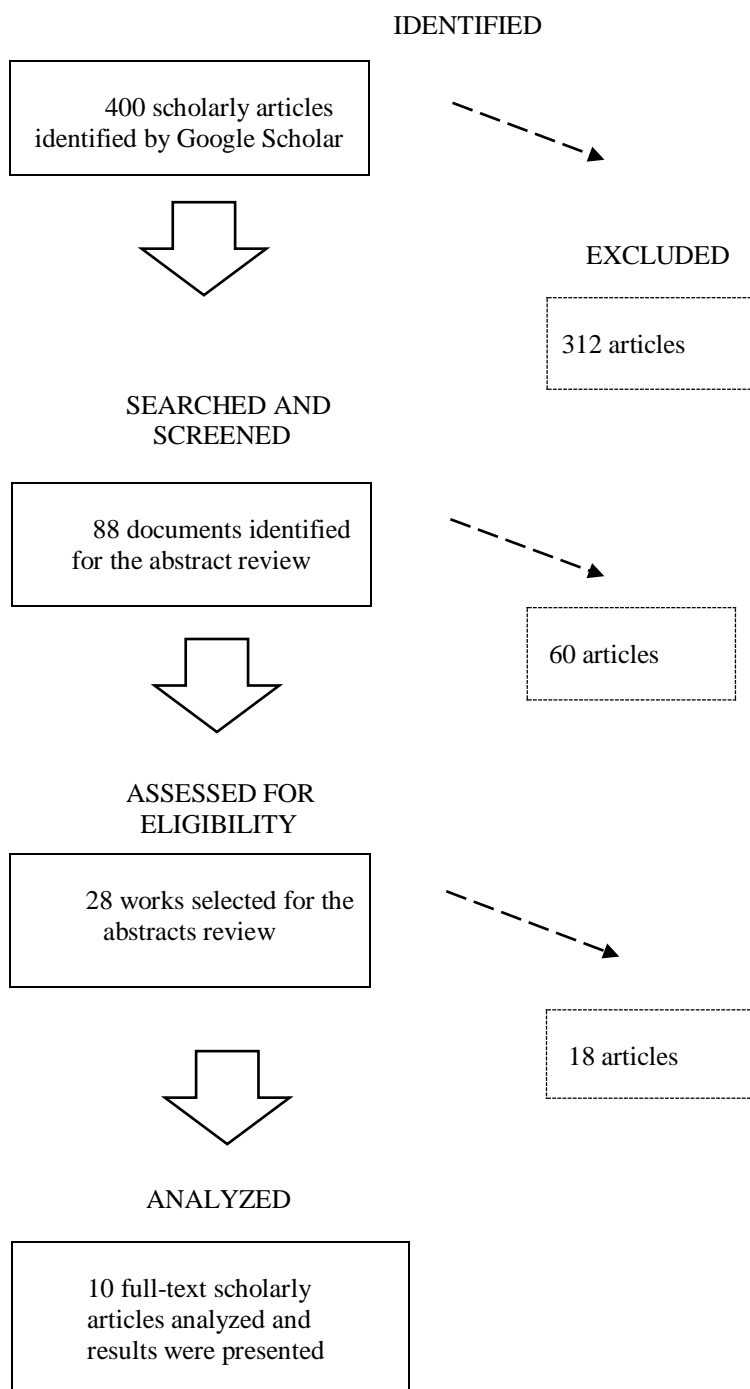 IDENTIFIED
400 scholarly articles
identified by Google Scholar
EXCLUDED
312 articles
SEARCHED AND
SCREENED
88 documents identified
for the abstract review
60 articles
ASSESSED FOR
ELIGIBILITY
28 works selected for the
abstracts review
18 articles
ANALYZED
10 full-text scholarly
articles analyzed and
results were presented